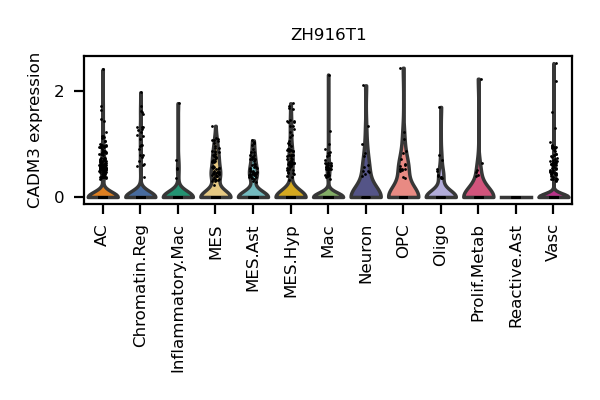 ZH916T1
CADM3 expression
2
0
AC
Chromatin.Reg
Inflammatory.Mac
MES
MES.Ast
MES.Hyp
Mac
Neuron
OPC
Oligo
Prolif.Metab
Reactive.Ast
Vasc